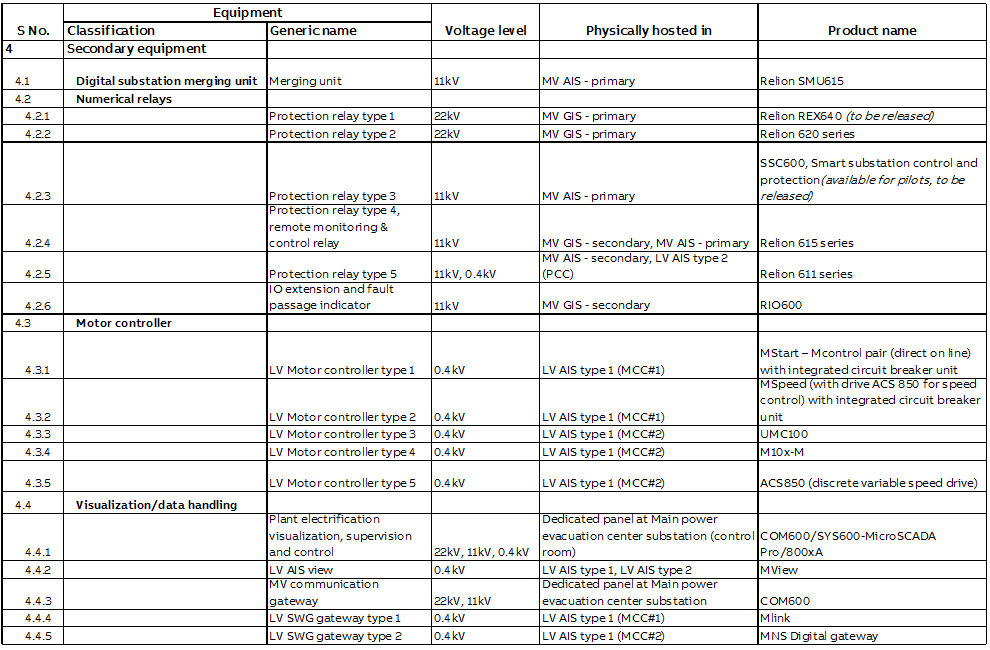 Equipment
S No. Classification Generic name Voltage level Physically hosted in Product name
4 Secondary equipment
4.1 Digital substation merging unit Merging unit 11kV MV AIS - primary Relion SMU615
4.2 Numerical relays
4.2.1 Protection relay type 1 22kV MV GIS - primary Relion REX640 (to be released)
4.2.2 Protection relay type 2 22kV MV GIS - primary Relion 620 series
SSC600, Smart substation control and
protection(available for pilots, to be
4.2.3 Protection relay type 3 11kV MV AIS - primary released)
Protection relay type 4,
remote monitoring &
4.2.4 control relay 11kV MV GIS - secondary, MV AIS - primary Relion 615 series
MV AIS - secondary, LV AIS type 2
4.2.5 Protection relay type 5 11kV, 0.4kV (PCC) Relion 611 series
IO extension and fault
4.2.6 passage indicator 11kV MV GIS - secondary RIO600
4.3 Motor controller
MStart – Mcontrol pair (direct on line)
4.3.1 LV Motor controller type 1 0.4kV LV AIS type 1 (MCC#1) with integrated circuit breaker unit
MSpeed (with drive ACS 850 for speed
control) with integrated circuit breaker
4.3.2 LV Motor controller type 2 0.4kV LV AIS type 1 (MCC#1) unit
4.3.3 LV Motor controller type 3 0.4kV LV AIS type 1 (MCC#2) UMC100
4.3.4 LV Motor controller type 4 0.4kV LV AIS type 1 (MCC#2) M10x-M
4.3.5 LV Motor controller type 5 0.4kV LV AIS type 1 (MCC#2) ACS850 (discrete variable speed drive)
4.4 Visualization/data handling
Plant electrification Dedicated panel at Main power
visualization, supervision evacuation center substation (control COM600/SYS600-MicroSCADA
4.4.1 and control 22kV, 11kV, 0.4kV room) Pro/800xA
4.4.2 LV AIS view 0.4kV LV AIS type 1, LV AIS type 2 MView
MV communication Dedicated panel at Main power
4.4.3 gateway 22kV, 11kV evacuation center substation COM600
4.4.4 LV SWG gateway type 1 0.4kV LV AIS type 1 (MCC#1) Mlink
4.4.5 LV SWG gateway type 2 0.4kV LV AIS type 1 (MCC#2) MNS Digital gateway